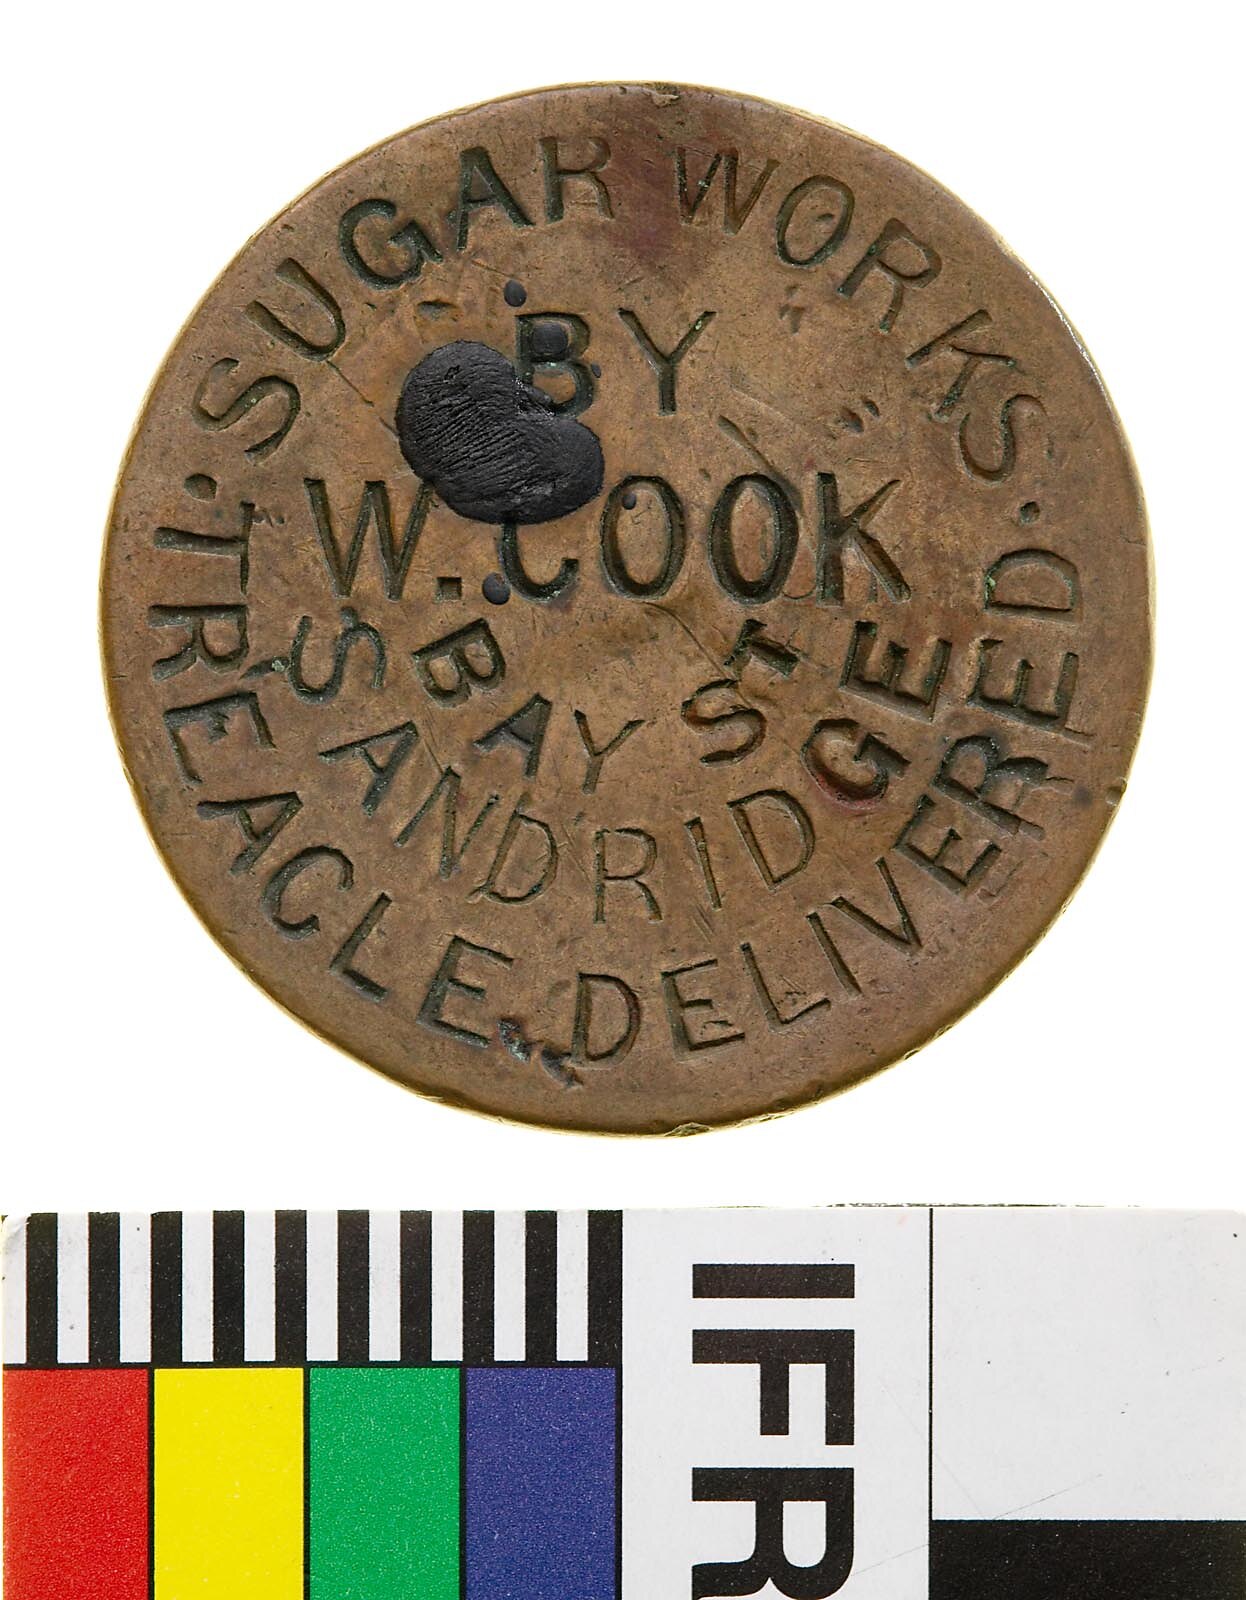 · SUGAR WORKS ·
BY
W. COOK
BAY ST
SANDRIDGE
TREACLE DELIVERED
IFR